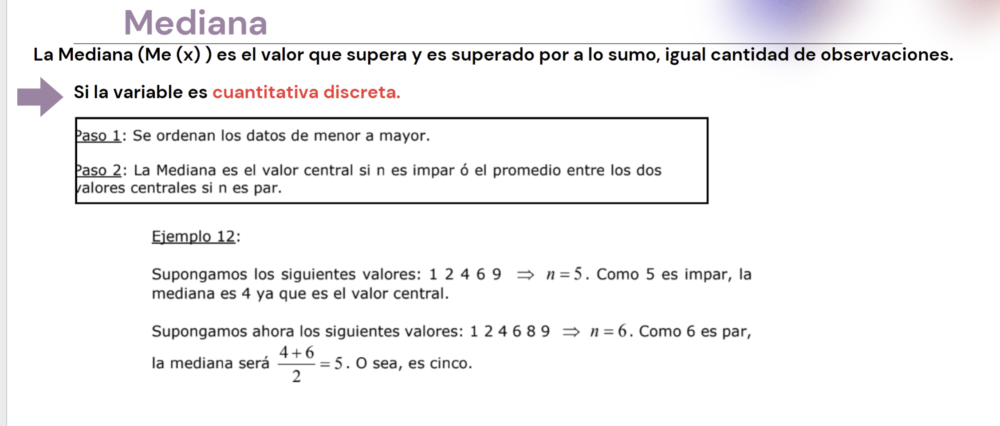 Mediana
La Mediana (Me (x) ) es el valor que supera y es superado por a lo sumo, igual cantidad de observaciones.
Si la variable es cuantitativa discreta.
Paso 1: Se ordenan los datos de menor a mayor.
Paso 2: La Mediana es el valor central si n es impar ó el promedio entre los dos
valores centrales si n es par.
Ejemplo 12:
Supongamos los siguientes valores: 1 2 4 6 9 ⇒ n = 5. Como 5 es impar, la
mediana es 4 ya que es el valor central.
Supongamos ahora los siguientes valores: 1 2 4 6 8 9 ⇒ n = 6. Como 6 es par,
la mediana será (4+6)/2 = 5. O sea, es cinco.